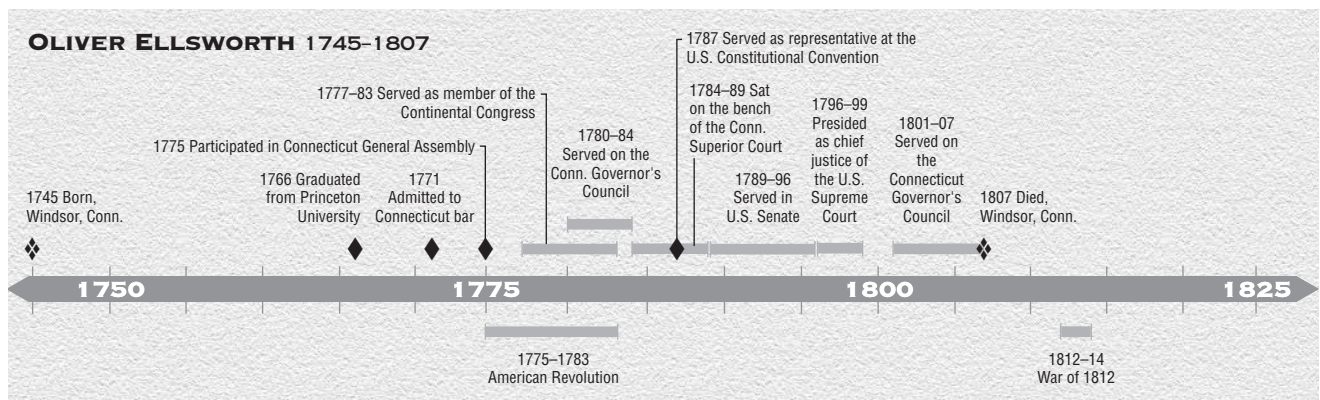 OLIVER ELLSWORTH 1745–1807
1745 Born,
Windsor, Conn.
1766 Graduated
from Princeton
University
1771
Admitted to
Connecticut bar
1775 Participated in Connecticut General Assembly
1777–83 Served as member of the
Continental Congress
1780–84
Served on the
Conn. Governor's
Council
1787 Served as representative at the
U.S. Constitutional Convention
1784–89 Sat
on the bench
of the Conn.
Superior Court
1789–96
Served in
U.S. Senate
1796–99
Presided
as chief
justice of
the U.S.
Supreme
Court
1801–07
Served on
the
Connecticut
Governor's
Council
1807 Died,
Windsor, Conn.
1750
1775
1800
1825
1775–1783
American Revolution
1812–14
War of 1812